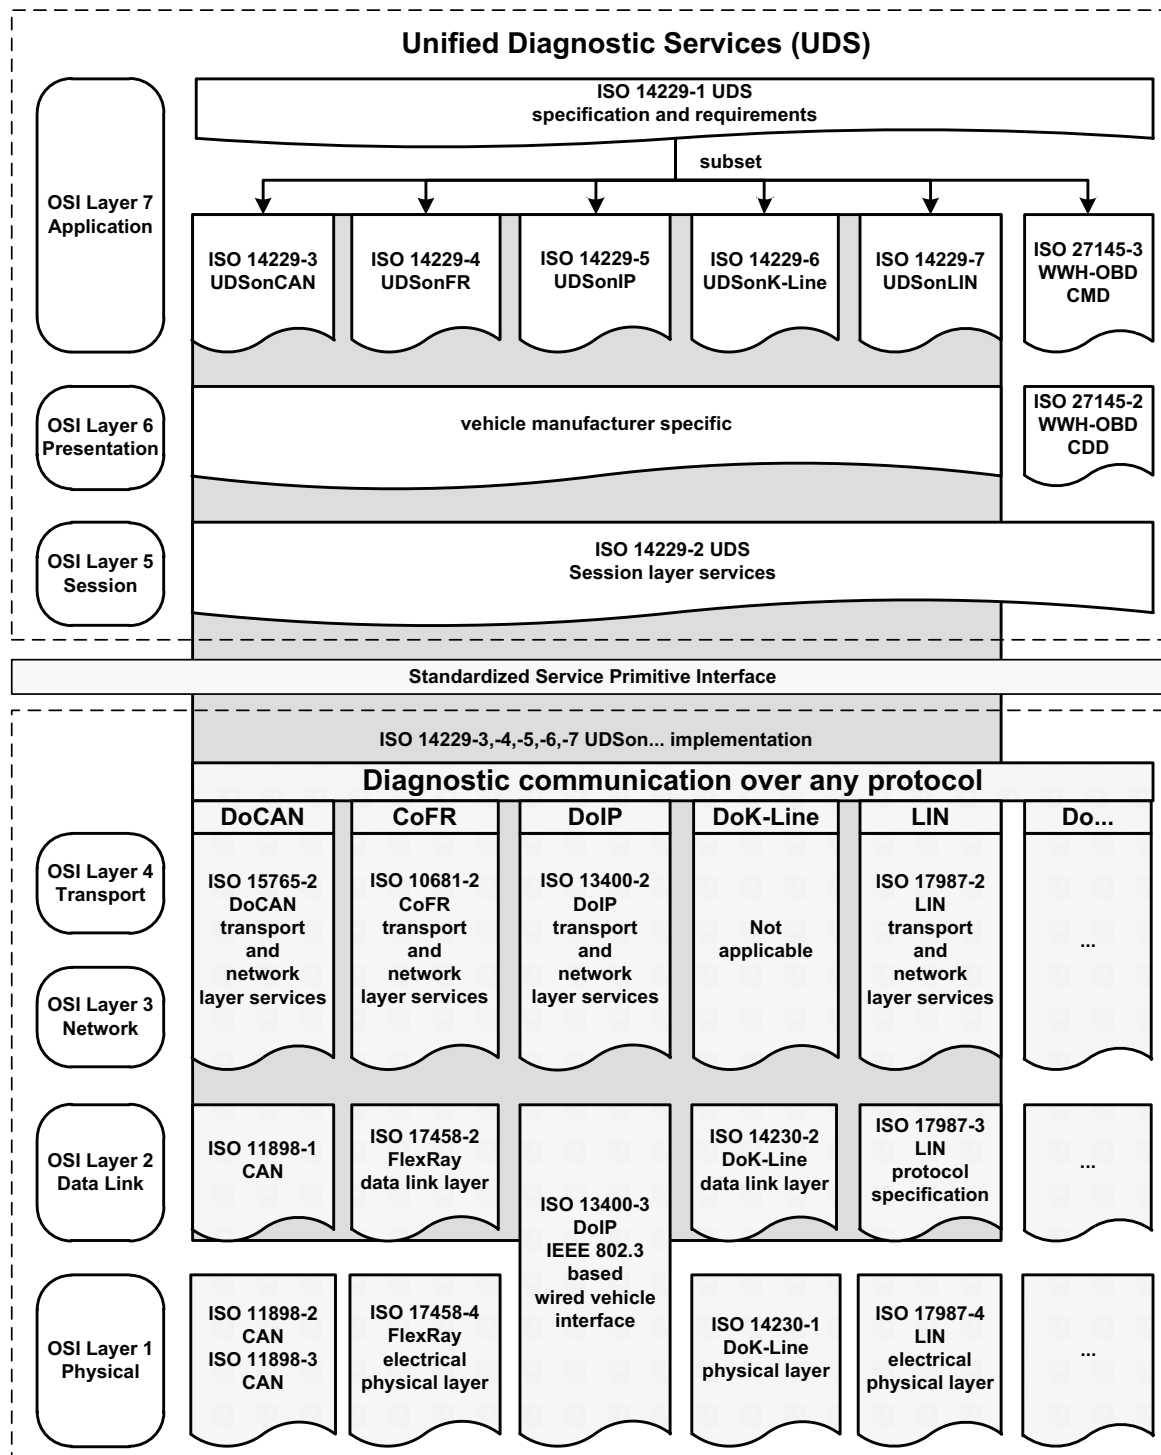 Unified Diagnostic Services (UDS)
ISO 14229-1 UDS
specification and requirements
subset
OSI Layer 7
Application
ISO 14229-3
UDSonCAN
ISO 14229-4
UDSonFR
ISO 14229-5
UDSonIP
ISO 14229-6
UDSonK-Line
ISO 14229-7
UDSonLIN
ISO 27145-3
WWH-OBD
CMD
OSI Layer 6
Presentation
vehicle manufacturer specific
ISO 27145-2
WWH-OBD
CDD
OSI Layer 5
Session
ISO 14229-2 UDS
Session layer services
Standardized Service Primitive Interface
ISO 14229-3,-4,-5,-6,-7 UDSon... implementation
Diagnostic communication over any protocol
DoCAN
CoFR
DoIP
DoK-Line
LIN
Do...
OSI Layer 4
Transport
OSI Layer 3
Network
ISO 15765-2
DoCAN
transport
and
network
layer services
ISO 10681-2
CoFR
transport
and
network
layer services
ISO 13400-2
DoIP
transport
and
network
layer services
Not
applicable
ISO 17987-2
LIN
transport
and
network
layer services
...
OSI Layer 2
Data Link
ISO 11898-1
CAN
ISO 17458-2
FlexRay
data link layer
ISO 13400-3
DoIP
IEEE 802.3
based
wired vehicle
interface
ISO 14230-2
DoK-Line
data link layer
ISO 17987-3
LIN
protocol
specification
...
OSI Layer 1
Physical
ISO 11898-2
CAN
ISO 11898-3
CAN
ISO 17458-4
FlexRay
electrical
physical layer
ISO 14230-1
DoK-Line
physical layer
ISO 17987-4
LIN
electrical
physical layer
...